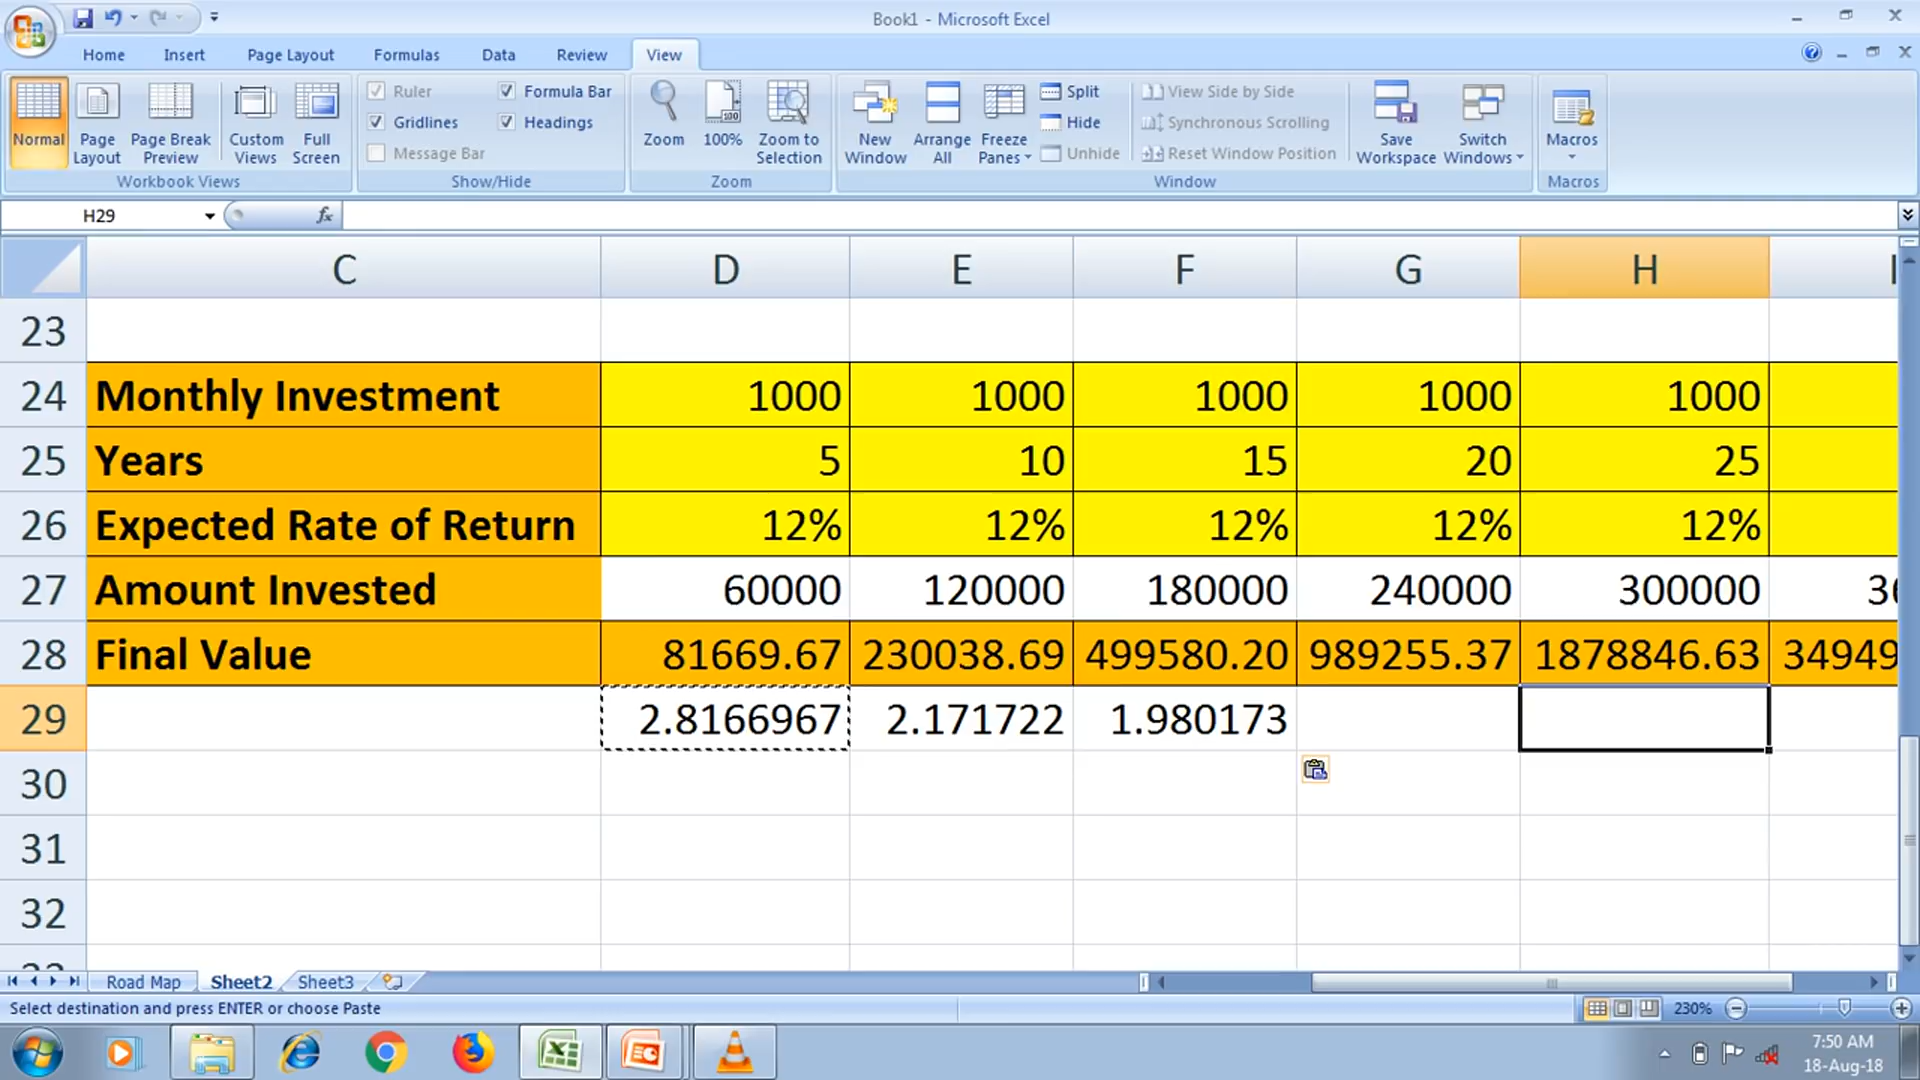 Book1 - Microsoft Excel
Home Insert Page Layout Formulas Data Review View
Normal
Page Layout
Page Break Preview
Custom Views
Full Screen
Workbook Views
Ruler
Gridlines
Message Bar
Formula Bar
Headings
Show/Hide
Zoom
100%
Zoom to Selection
Zoom
New Window
Arrange All
Freeze Panes
Split
Hide
Unhide
View Side by Side
Synchronous Scrolling
Reset Window Position
Save Workspace
Switch Windows
Window
Macros
Macros
H29 fx
C D E F G H
23
24 Monthly Investment 1000 1000 1000 1000 1000
25 Years 5 10 15 20 25
26 Expected Rate of Return 12% 12% 12% 12% 12%
27 Amount Invested 60000 120000 180000 240000 300000 36
28 Final Value 81669.67 230038.69 499580.20 989255.37 1878846.63 34949
29 2.8166967 2.171722 1.980173
30
31
32
Road Map Sheet2 Sheet3
Select destination and press ENTER or choose Paste 230%
7:50 AM
18-Aug-18